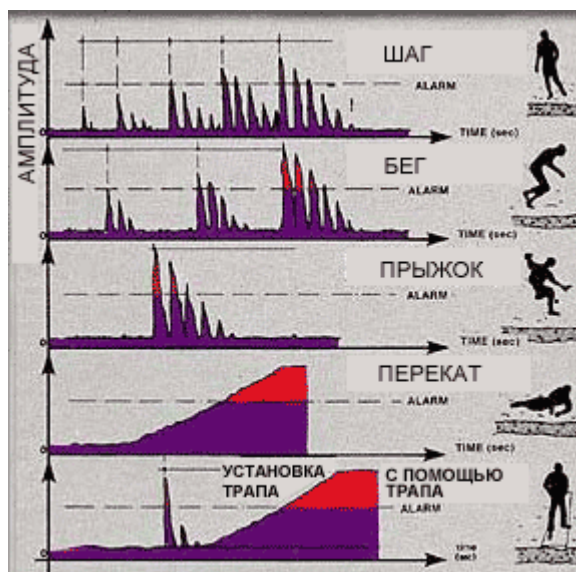 АМПЛИТУДА
ШАГ
ALARM
TIME (sec)
БЕГ
ALARM
TIME (sec)
ПРЫЖОК
ALARM
TIME (sec)
ПЕРЕКАТ
ALARM
TIME (sec)
УСТАНОВКА
ТРАПА
С ПОМОЩЬЮ
ТРАПА
ALARM
TIME
(sec)